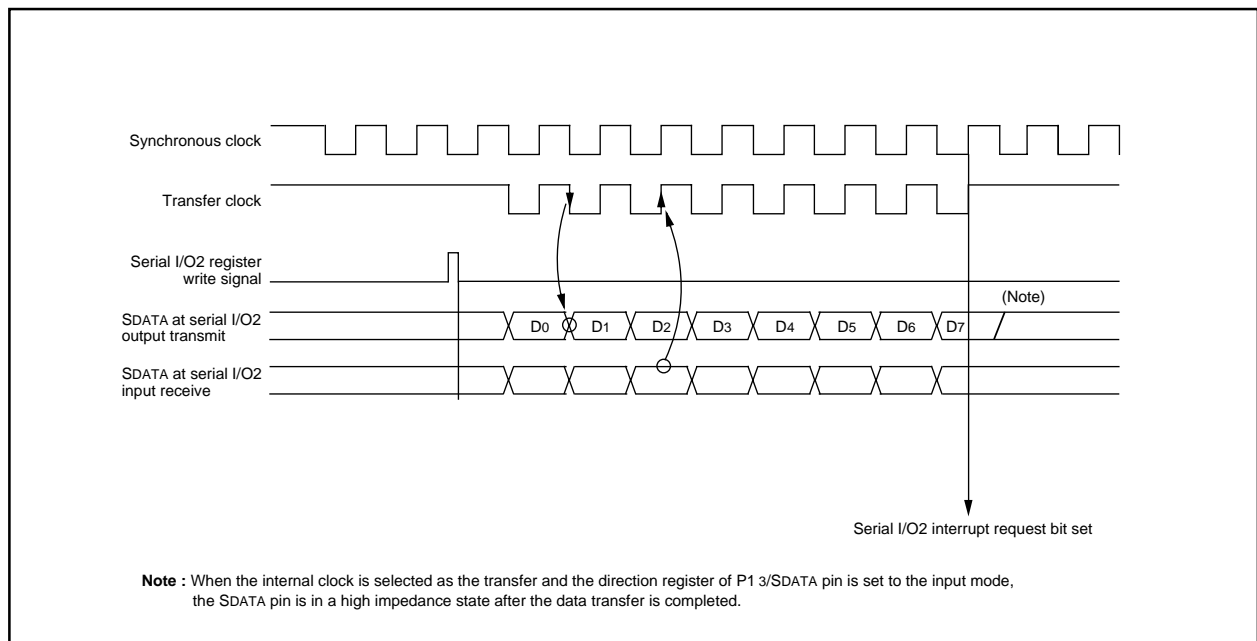 Synchronous clock
Transfer clock
Serial I/O2 register
write signal
(Note)
SDATA at serial I/O2
output transmit
D0 D1 D2 D3 D4 D5 D6 D7
SDATA at serial I/O2
input receive
Serial I/O2 interrupt request bit set
Note : When the internal clock is selected as the transfer and the direction register of P1 3/SDATA pin is set to the input mode,
the SDATA pin is in a high impedance state after the data transfer is completed.